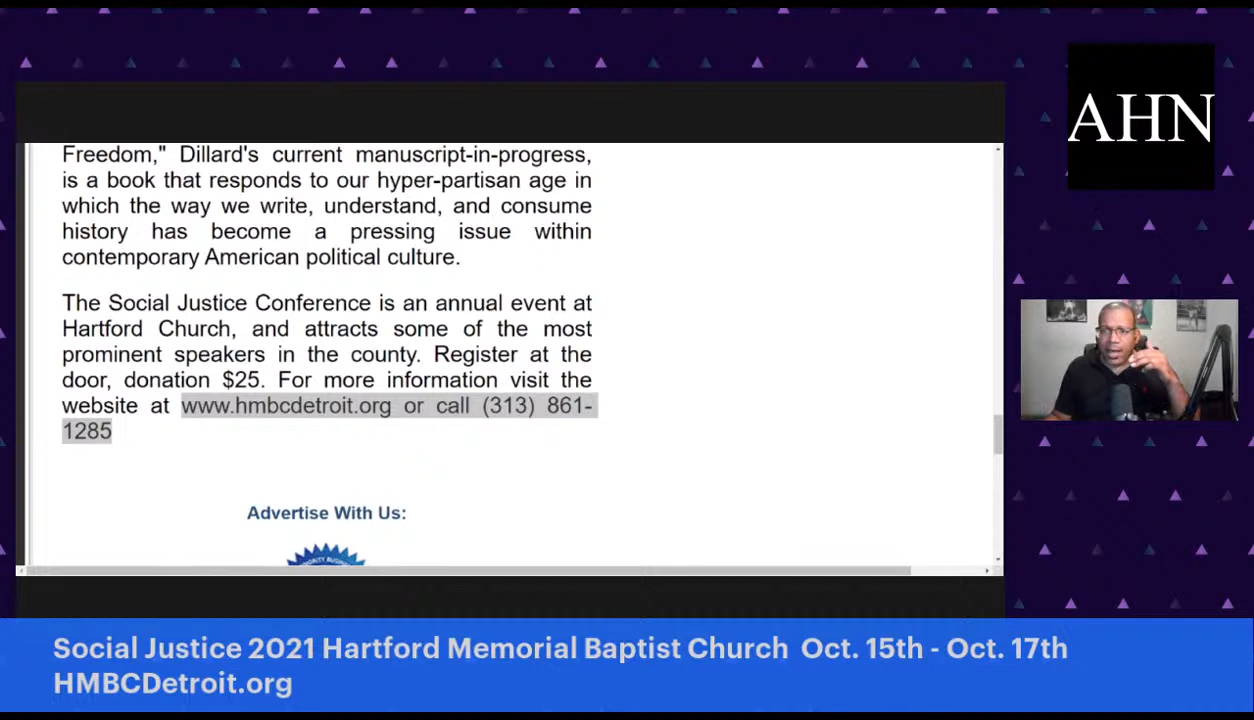 AHN
Freedom," Dillard's current manuscript-in-progress,
is a book that responds to our hyper-partisan age in
which the way we write, understand, and consume
history has become a pressing issue within
contemporary American political culture.
The Social Justice Conference is an annual event at
Hartford Church, and attracts some of the most
prominent speakers in the county. Register at the
door, donation $25. For more information visit the
website at www.hmbcdetroit.org or call (313) 861-
1285
Advertise With Us:
Social Justice 2021 Hartford Memorial Baptist Church Oct. 15th - Oct. 17th
HMBCDetroit.org